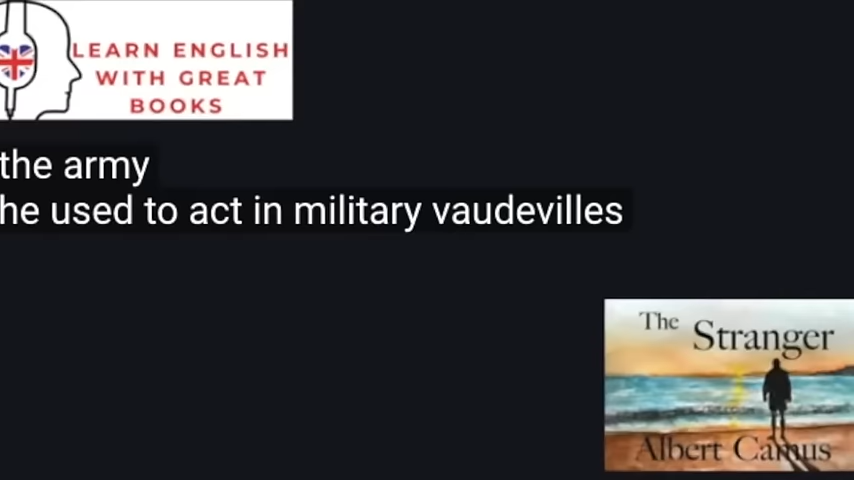 LEARN ENGLISH
WITH GREAT
BOOKS
the army
he used to act in military vaudevilles
The Stranger
Albert Camus